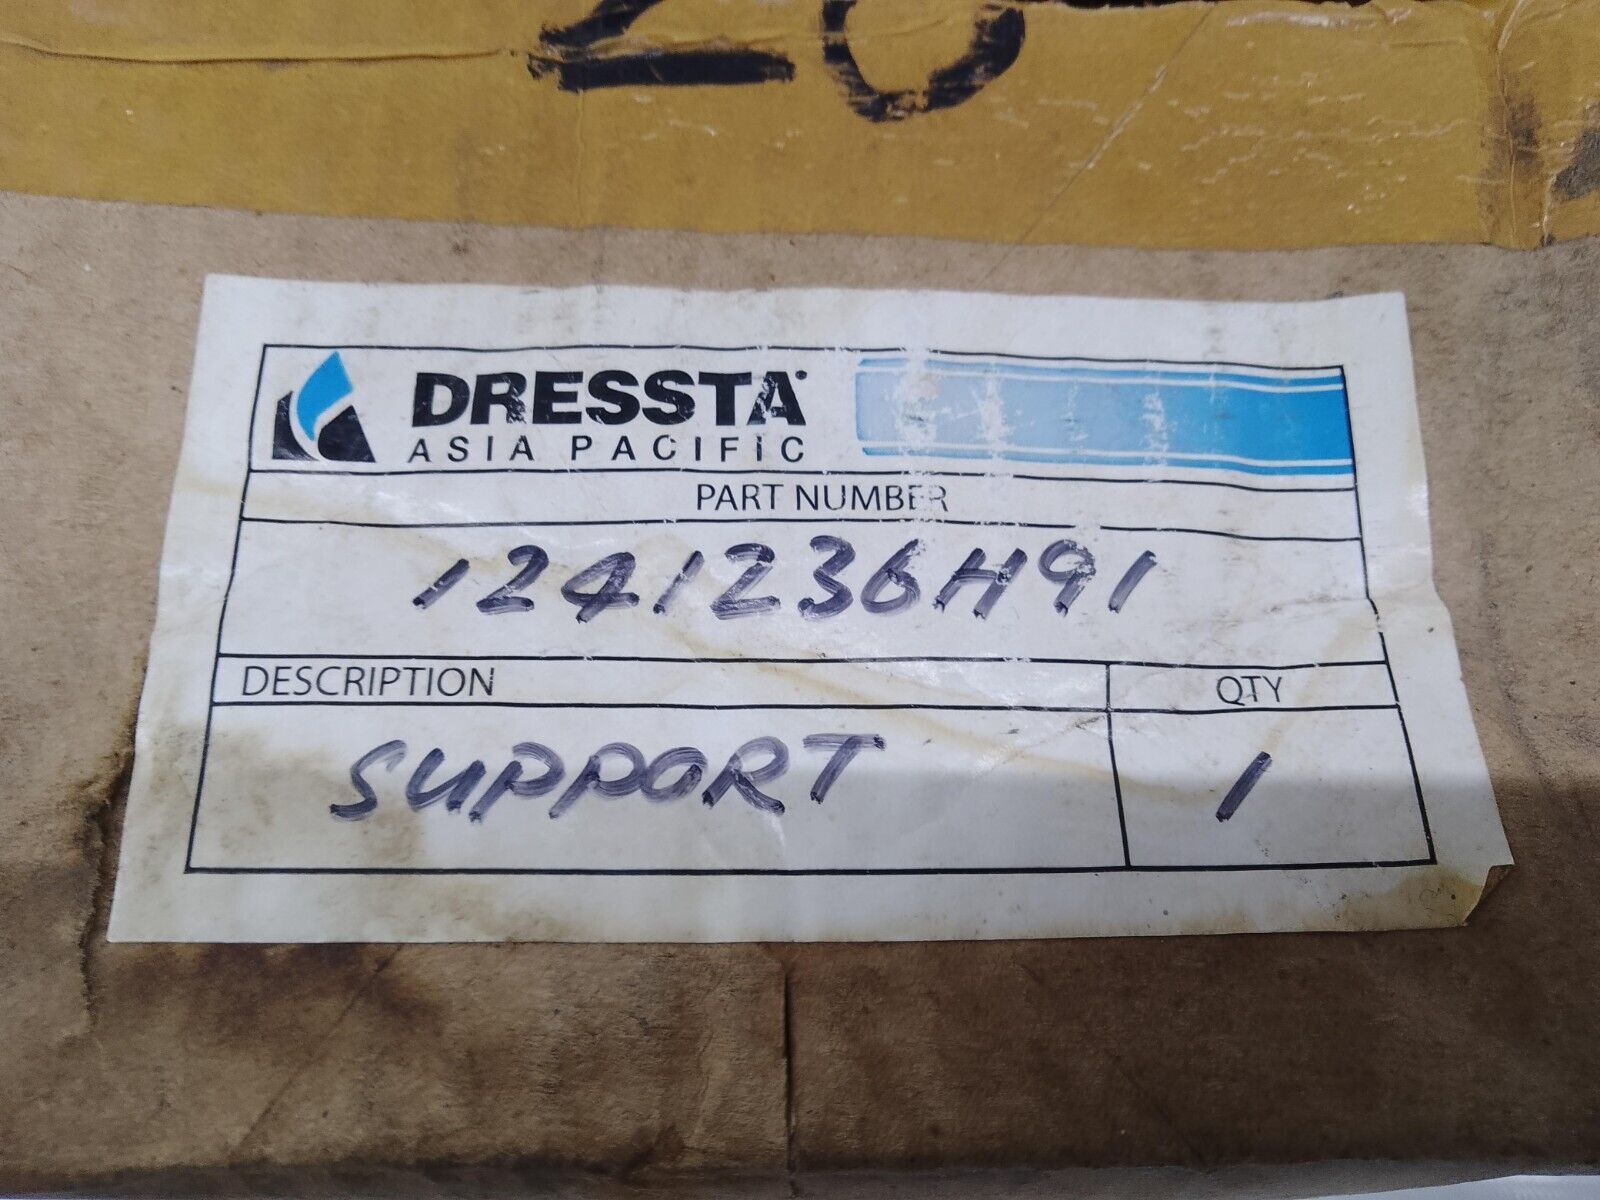 DRESSTA
ASIA PACIFIC
PART NUMBER
1241236H91
DESCRIPTION QTY
SUPPORT 1